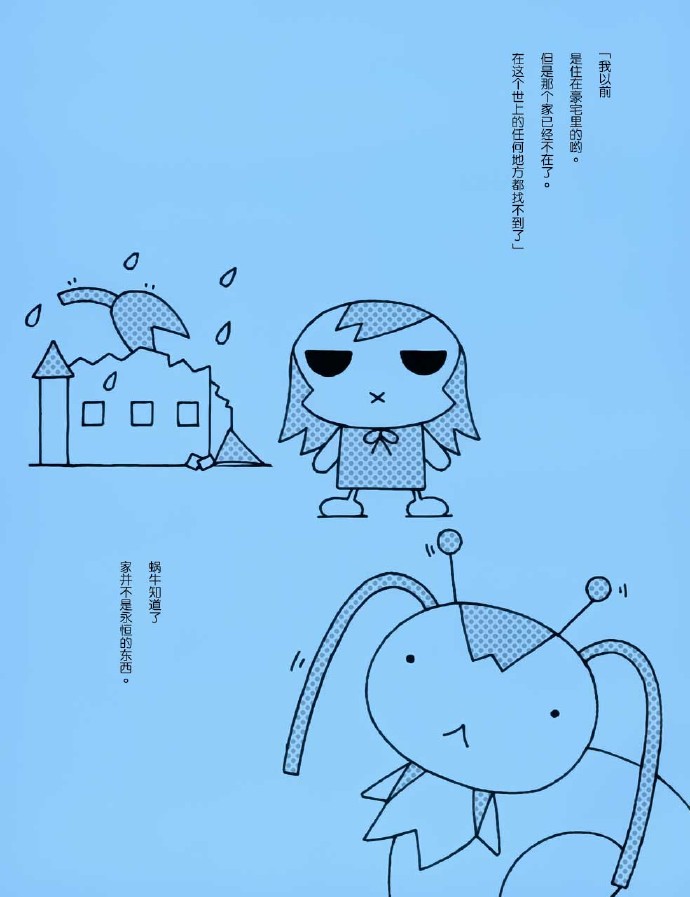 「我以前
是住在豪宅里的哟。
但是那个家已经不在了。
在这个世上的任何地方都找不到了」
蜗牛知道了
家并不是永恒的东西。